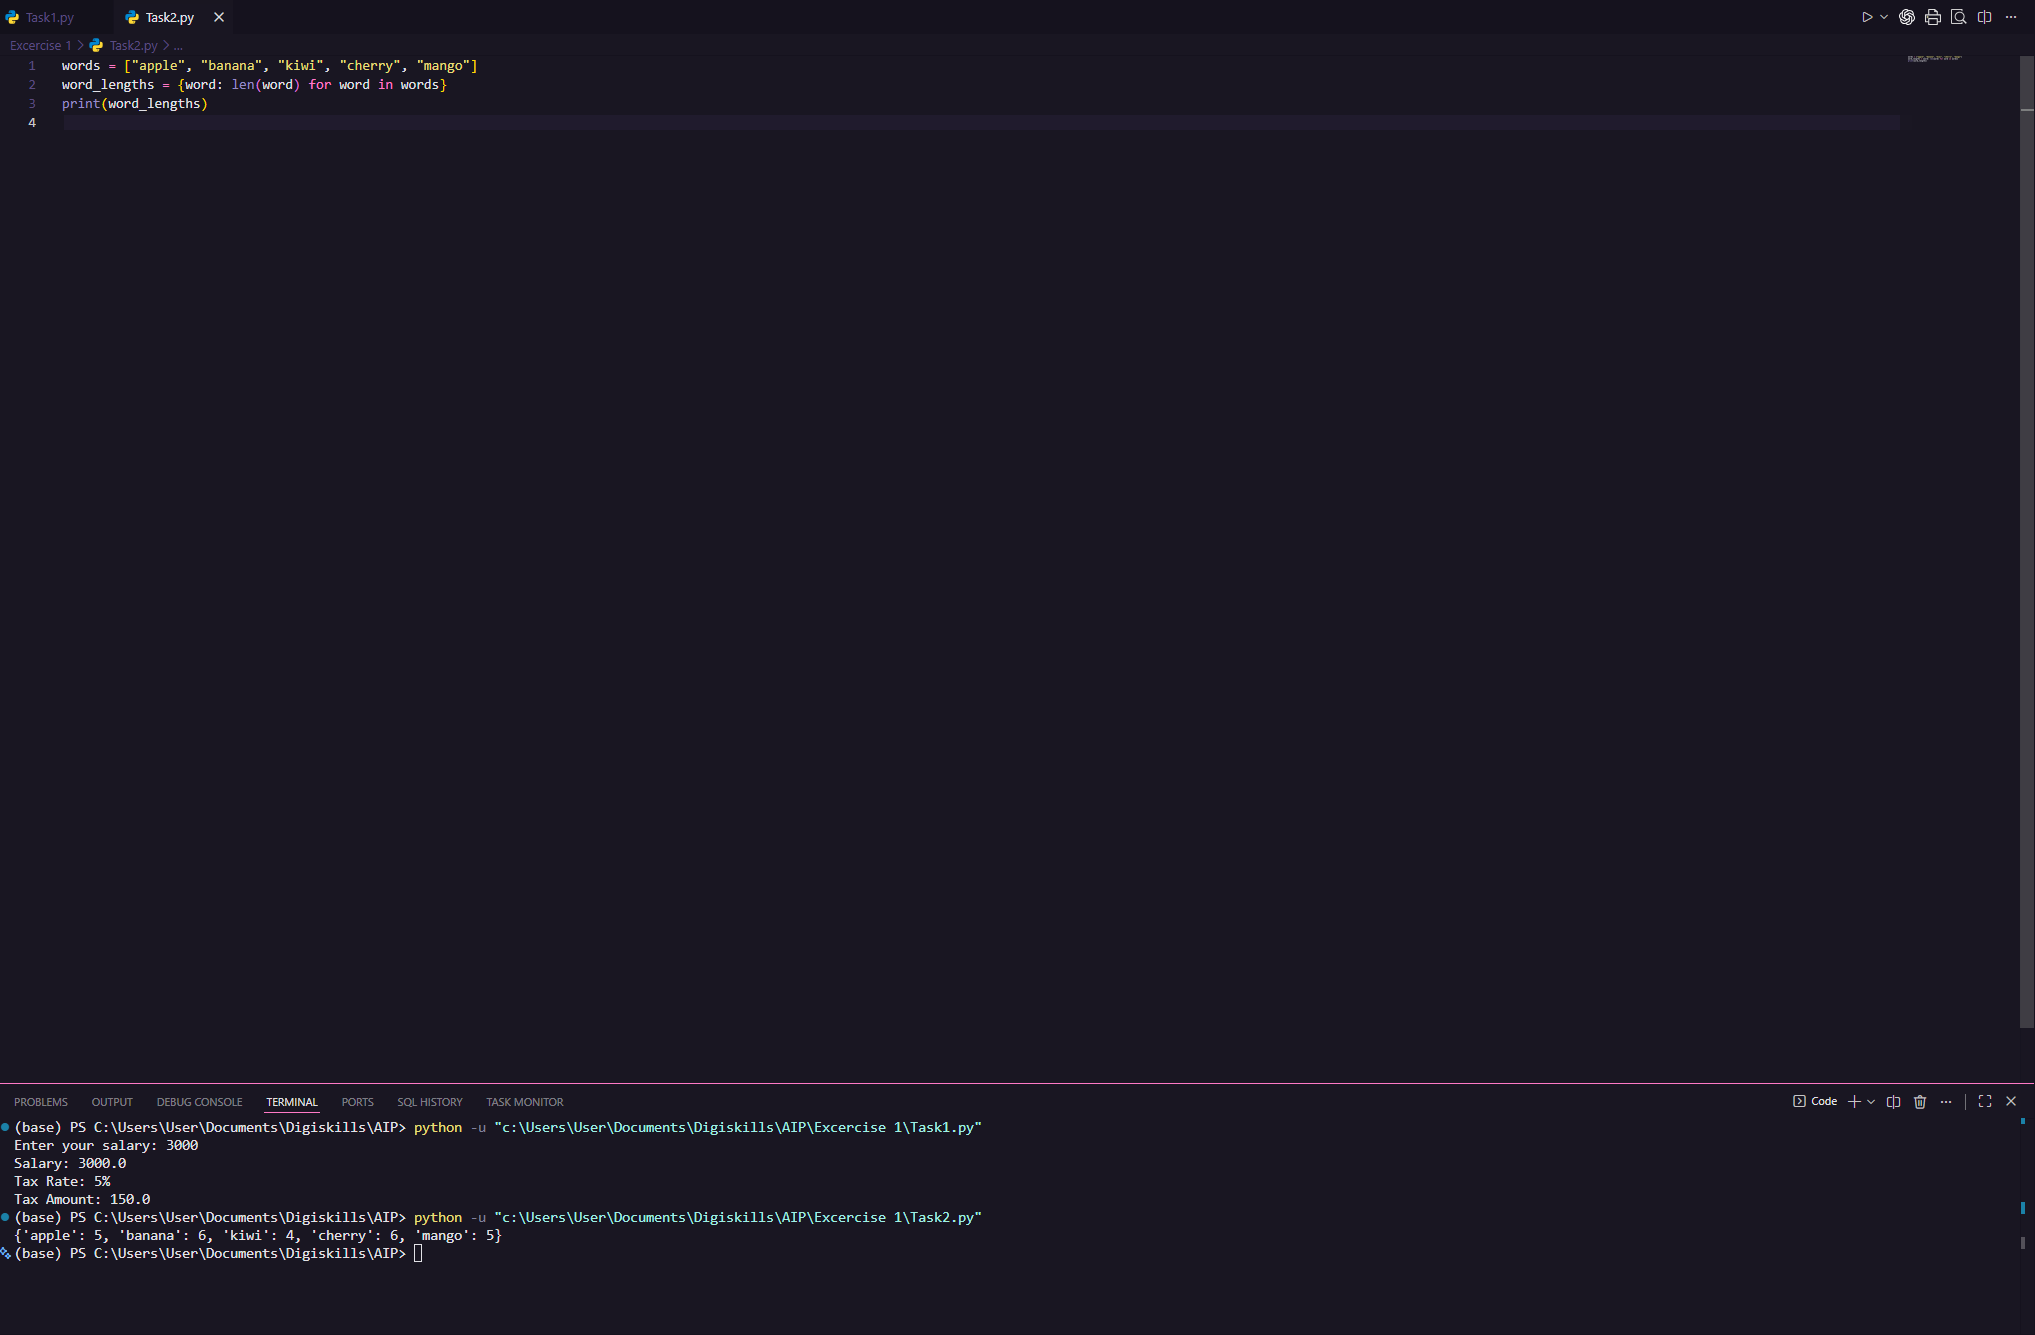 Task1.py Task2.py
Excercise 1 > Task2.py > ...
1 words = ["apple", "banana", "kiwi", "cherry", "mango"]
2 word_lengths = {word: len(word) for word in words}
3 print(word_lengths)
4
PROBLEMS OUTPUT DEBUG CONSOLE TERMINAL PORTS SQL HISTORY TASK MONITOR Code
(base) PS C:\Users\User\Documents\Digiskills\AIP> python -u "c:\Users\User\Documents\Digiskills\AIP\Excercise 1\Task1.py"
Enter your salary: 3000
Salary: 3000.0
Tax Rate: 5%
Tax Amount: 150.0
(base) PS C:\Users\User\Documents\Digiskills\AIP> python -u "c:\Users\User\Documents\Digiskills\AIP\Excercise 1\Task2.py"
{'apple': 5, 'banana': 6, 'kiwi': 4, 'cherry': 6, 'mango': 5}
(base) PS C:\Users\User\Documents\Digiskills\AIP>